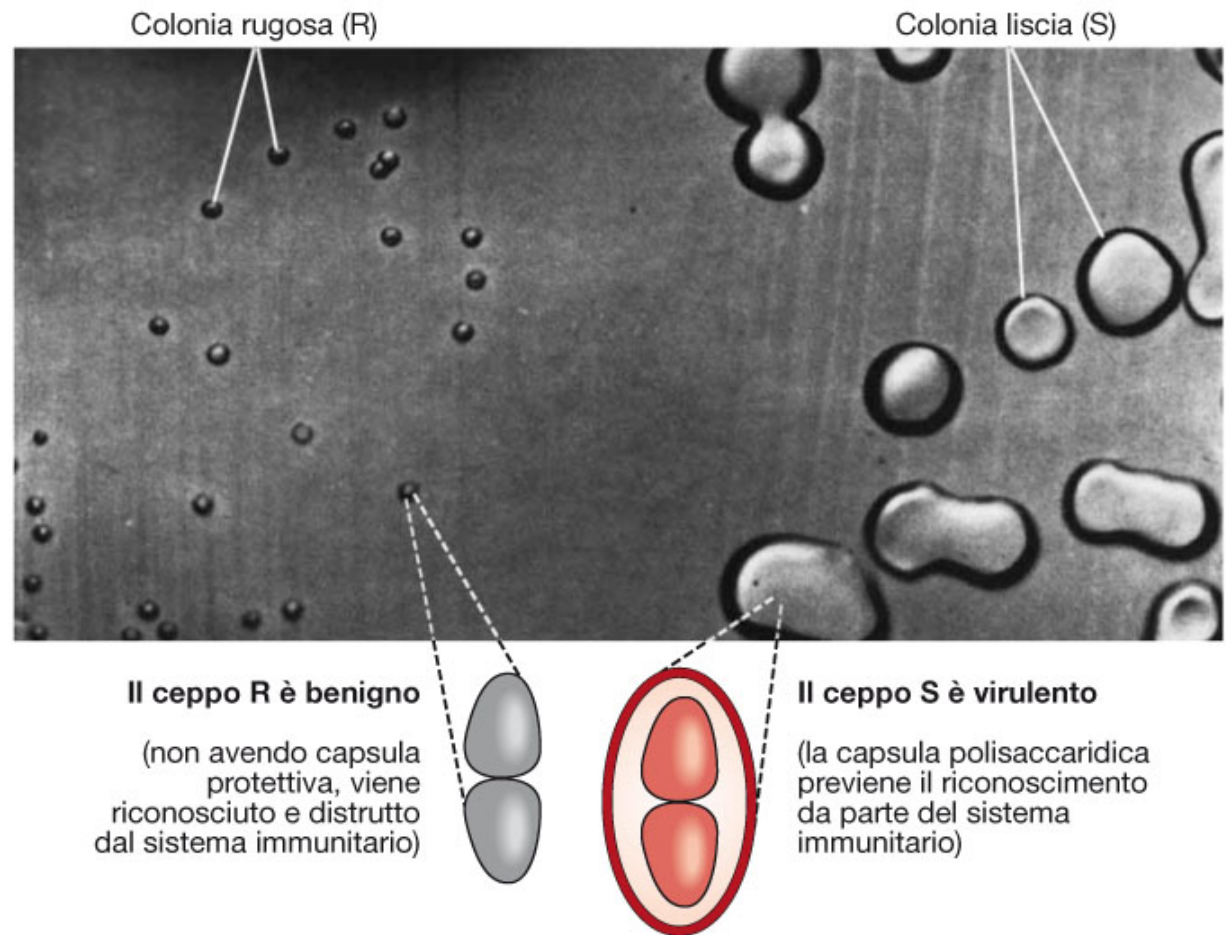 Colonia rugosa (R)
Colonia liscia (S)
Il ceppo R è benigno
(non avendo capsula
protettiva, viene
riconosciuto e distrutto
dal sistema immunitario)
Il ceppo S è virulento
(la capsula polisaccaridica
previene il riconoscimento
da parte del sistema
immunitario)